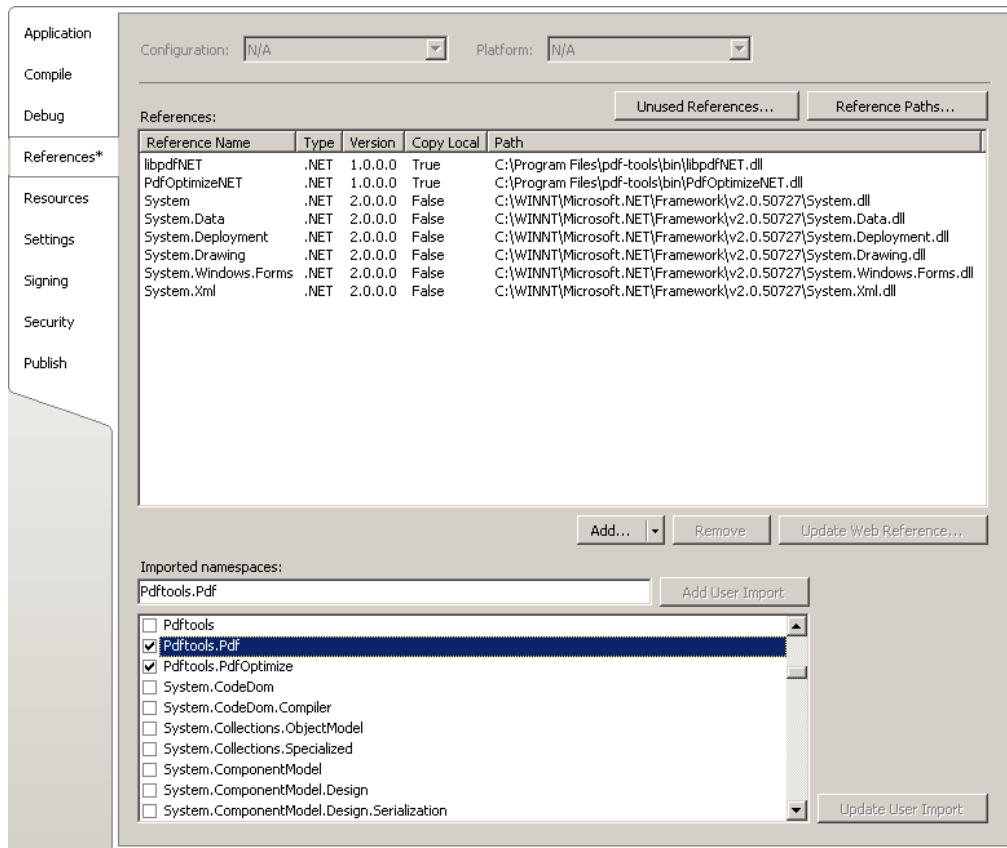 Application
Compile
Debug
References*
Resources
Settings
Signing
Security
Publish
Configuration: N/A Platform: N/A
Unused References... Reference Paths...
References:
Reference Name Type Version Copy Local Path
libpdfNET .NET 1.0.0.0 True C:\Program Files\pdf-tools\bin\libpdfNET.dll
PdfOptimizeNET .NET 1.0.0.0 True C:\Program Files\pdf-tools\bin\PdfOptimizeNET.dll
System .NET 2.0.0.0 False C:\WINNT\Microsoft.NET\Framework\v2.0.50727\System.dll
System.Data .NET 2.0.0.0 False C:\WINNT\Microsoft.NET\Framework\v2.0.50727\System.Data.dll
System.Deployment .NET 2.0.0.0 False C:\WINNT\Microsoft.NET\Framework\v2.0.50727\System.Deployment.dll
System.Drawing .NET 2.0.0.0 False C:\WINNT\Microsoft.NET\Framework\v2.0.50727\System.Drawing.dll
System.Windows.Forms .NET 2.0.0.0 False C:\WINNT\Microsoft.NET\Framework\v2.0.50727\System.Windows.Forms.dll
System.Xml .NET 2.0.0.0 False C:\WINNT\Microsoft.NET\Framework\v2.0.50727\System.Xml.dll
Add... Remove Update Web Reference...
Imported namespaces:
Pdftools.Pdf Add User Import
Pdftools
Pdftools.Pdf
Pdftools.PdfOptimize
System.CodeDom
System.CodeDom.Compiler
System.Collections.ObjectModel
System.Collections.Specialized
System.ComponentModel
System.ComponentModel.Design
System.ComponentModel.Design.Serialization
Update User Import